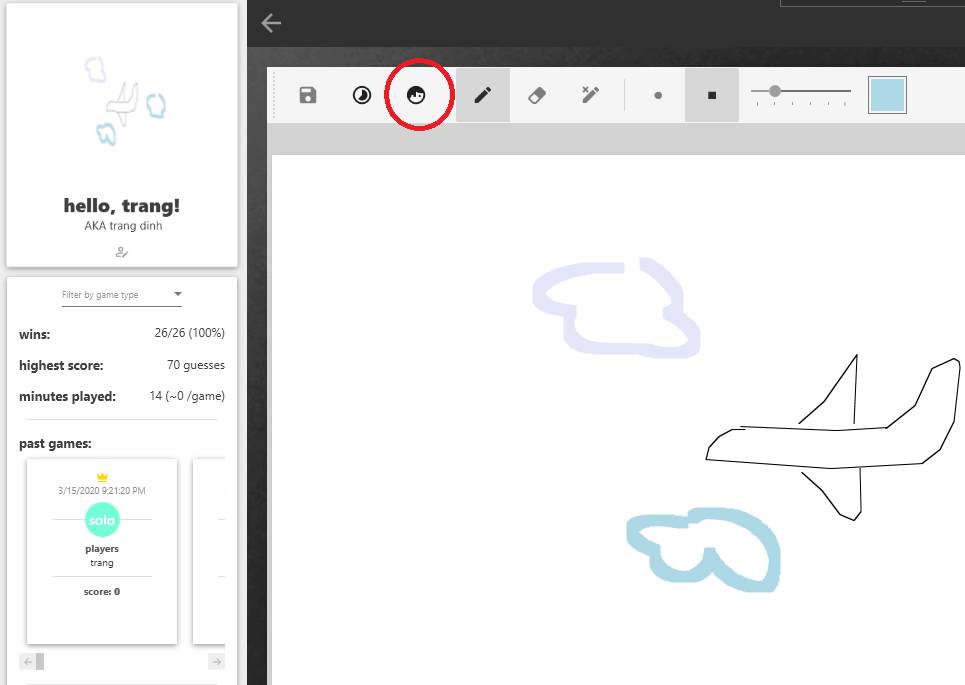 hello, trang!
AKA trang dinh
Filter by game type
wins: 26/26 (100%)
highest score: 70 guesses
minutes played: 14 (~0 /game)
past games:
3/15/2020 9:21:20 PM
solo
players
trang
score: 0